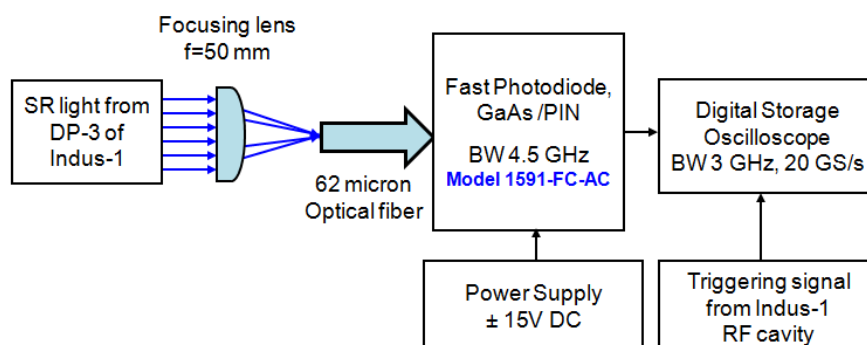 Focusing lens
f=50 mm
SR light from
DP-3 of
Indus-1
62 micron
Optical fiber
Fast Photodiode,
GaAs /PIN
BW 4.5 GHz
Model 1591-FC-AC
Digital Storage
Oscilloscope
BW 3 GHz, 20 GS/s
Power Supply
± 15V DC
Triggering signal
from Indus-1
RF cavity